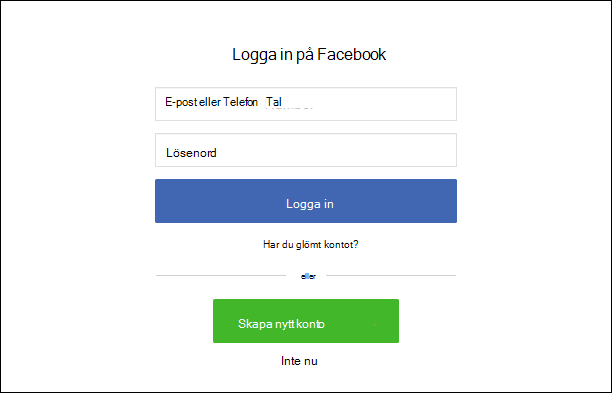 Logga in på Facebook
E-post eller Telefon Tal
Lösenord
Logga in
Har du glömt kontot?
eller
Skapa nytt konto
Inte nu